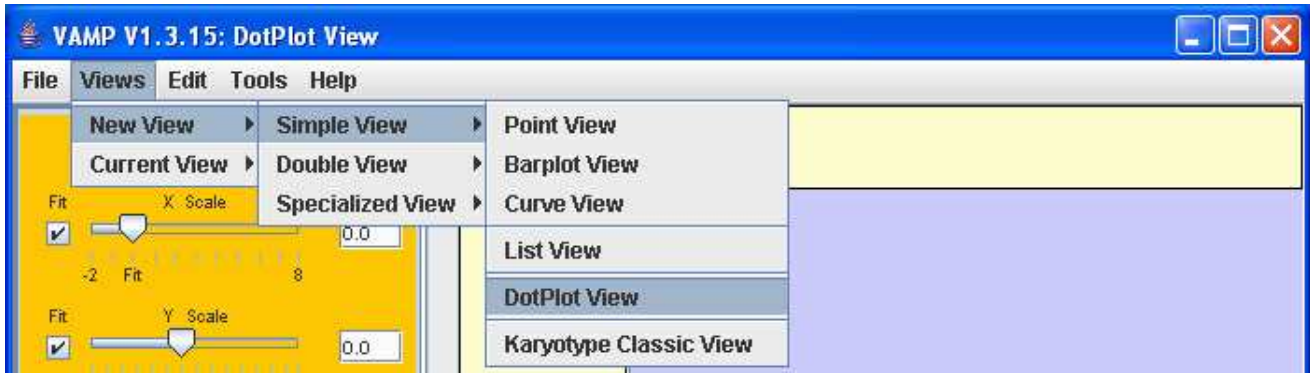 VAMP V1.3.15: DotPlot View
File Views Edit Tools Help
New View Simple View Point View
Current View Double View Barplot View
Specialized View Curve View
List View
DotPlot View
Karyotype Classic View
Fit X Scale
0.0
-2 Fit 8
Fit Y Scale
0.0